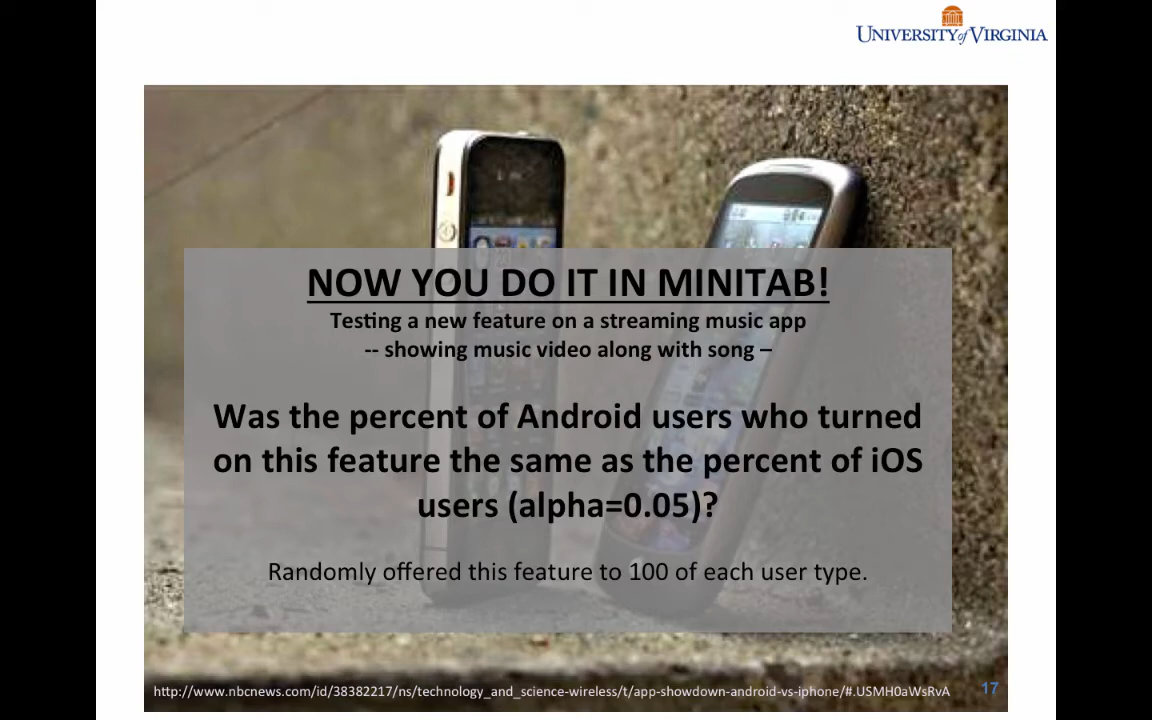 UNIVERSITY of VIRGINIA
NOW YOU DO IT IN MINITAB!
Testing a new feature on a streaming music app
-- showing music video along with song –
Was the percent of Android users who turned
on this feature the same as the percent of iOS
users (alpha=0.05)?
Randomly offered this feature to 100 of each user type.
http://www.nbcnews.com/id/38382217/ns/technology_and_science-wireless/t/app-showdown-android-vs-iphone/#.USMH0aWsRvA
17